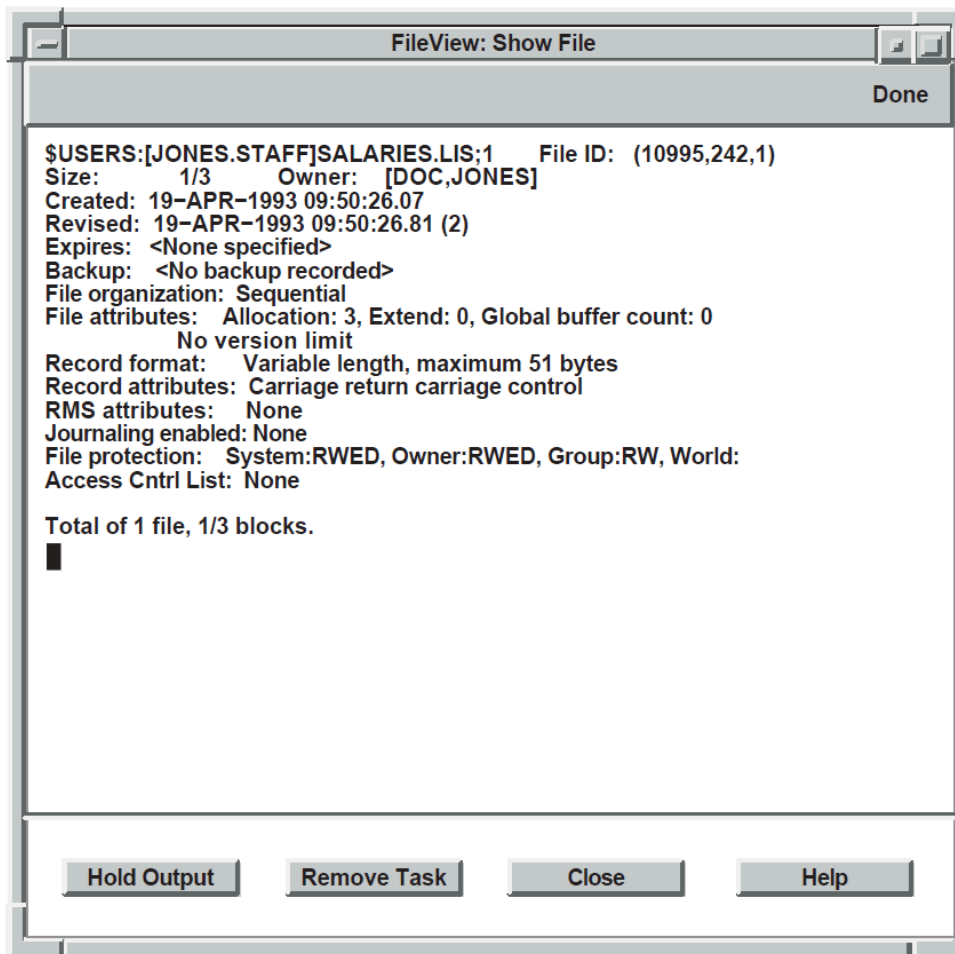 FileView: Show File
Done
$USERS:[JONES.STAFF]SALARIES.LIS;1 File ID: (10995,242,1)
Size: 1/3 Owner: [DOC,JONES]
Created: 19−APR−1993 09:50:26.07
Revised: 19−APR−1993 09:50:26.81 (2)
Expires: <None specified>
Backup: <No backup recorded>
File organization: Sequential
File attributes: Allocation: 3, Extend: 0, Global buffer count: 0
No version limit
Record format: Variable length, maximum 51 bytes
Record attributes: Carriage return carriage control
RMS attributes: None
Journaling enabled: None
File protection: System:RWED, Owner:RWED, Group:RW, World:
Access Cntrl List: None
Total of 1 file, 1/3 blocks.
Hold Output Remove Task Close Help